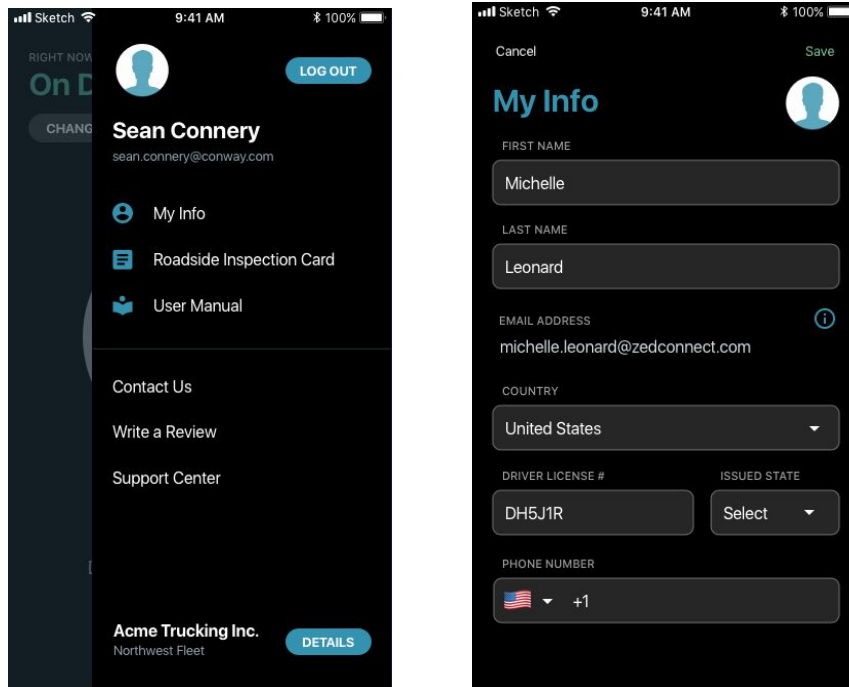 Sketch 9:41 AM 100%
RIGHT NOW
On D
CHANG
LOG OUT
Sean Connery
sean.connery@conway.com
My Info
Roadside Inspection Card
User Manual
Contact Us
Write a Review
Support Center
Acme Trucking Inc.
Northwest Fleet
DETAILS
Sketch 9:41 AM 100%
Cancel Save
My Info
FIRST NAME
Michelle
LAST NAME
Leonard
EMAIL ADDRESS
michelle.leonard@zedconnect.com
COUNTRY
United States
DRIVER LICENSE # ISSUED STATE
DH5J1R Select
PHONE NUMBER
+1